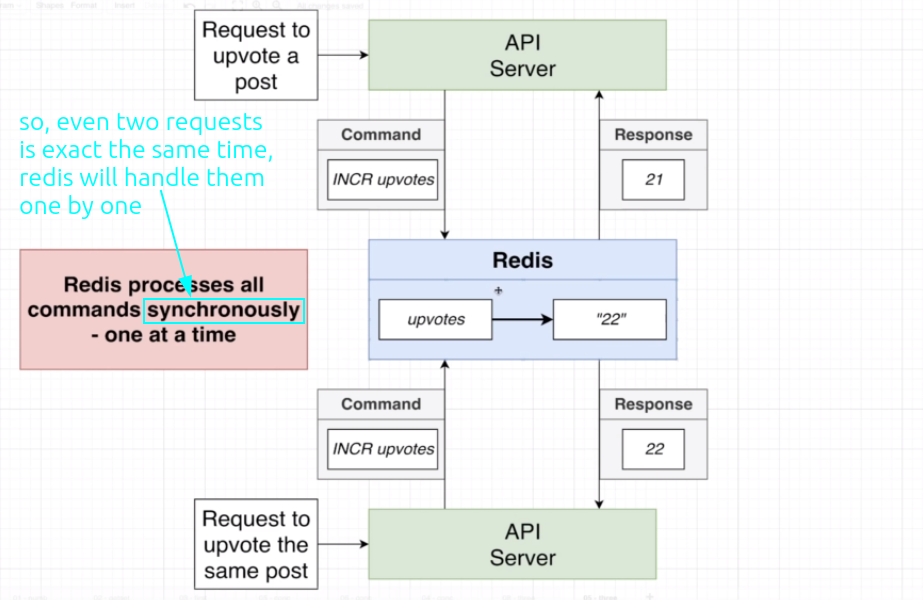 Request to
upvote a
post
API
Server
so, even two requests
is exact the same time,
redis will handle them
one by one
Command
INCR upvotes
Response
21
Redis processes all
commands synchronously
- one at a time
Redis
upvotes
"22"
Command
INCR upvotes
Response
22
Request to
upvote the
same post
API
Server